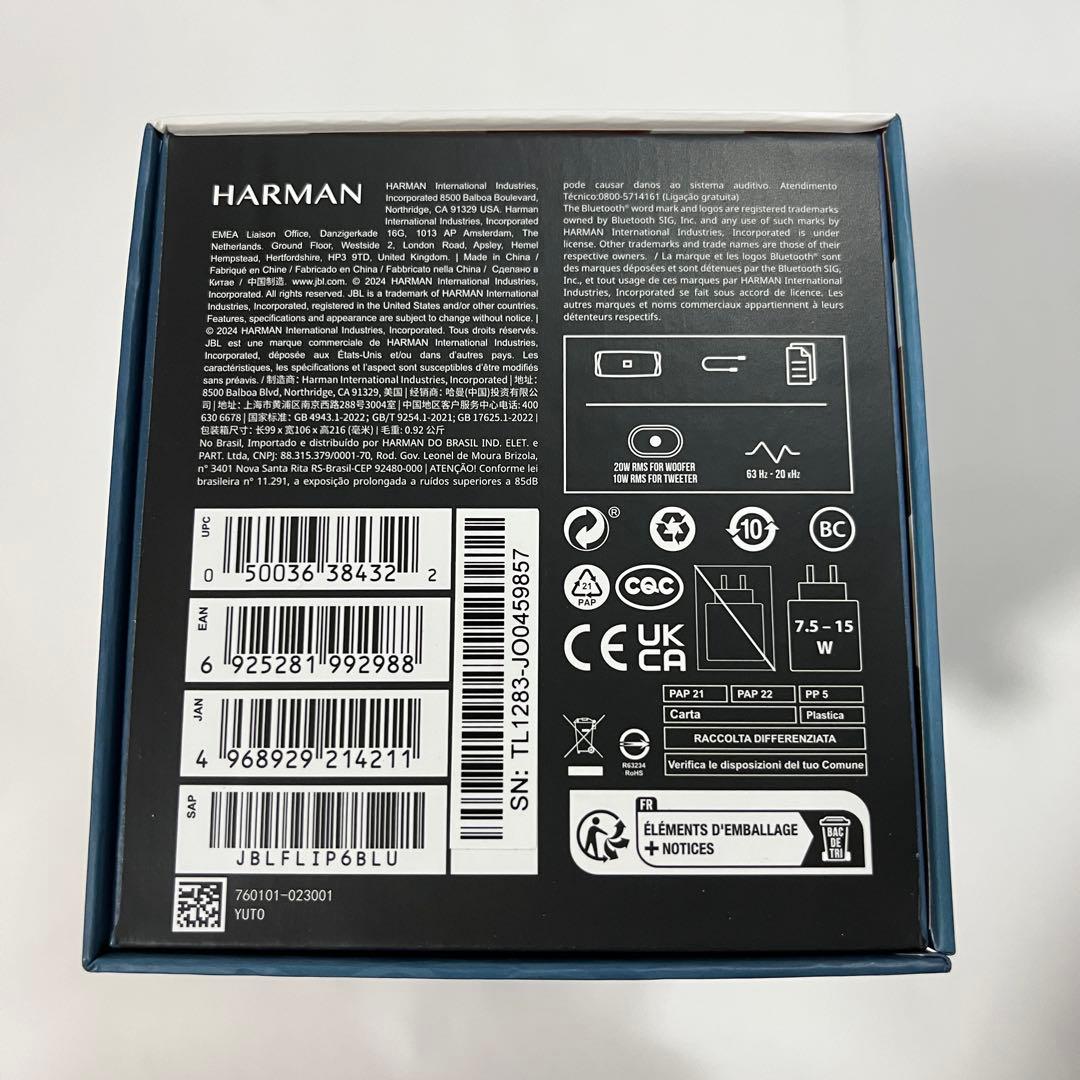 HARMAN
HARMAN International Industries,
Incorporated 8500 Balboa Boulevard,
Northridge, CA 91329 USA. Harman
International Industries, Incorporated
EMEA Liaison Office, Danzigerkade 16G, 1013 AP Amsterdam, The
Netherlands. Ground Floor, Westside 2, London Road, Apsley, Hemel
Hempstead, Hertfordshire, HP3 9TD, United Kingdom. | Made in China /
Fabriqué en Chine / Fabricado en China / Fabbricato nella China / Сделано в
Китае / 中国制造. www.jbl.com. © 2024 HARMAN International Industries,
Incorporated. All rights reserved. JBL is a trademark of HARMAN International
Industries, Incorporated, registered in the United States and/or other countries.
Features, specifications and appearance are subject to change without notice. |
© 2024 HARMAN International Industries, Incorporated. Tous droits réservés.
JBL est une marque commerciale de HARMAN International Industries,
Incorporated, déposée aux États-Unis et/ou dans d'autres pays. Les
caractéristiques, les spécifications et l'aspect sont susceptibles d'être modifiés
sans préavis. / 制造商: Harman International Industries, Incorporated | 地址:
8500 Balboa Blvd, Northridge, CA 91329, 美国 | 经销商: 哈曼(中国)投资有限公
司 | 地址: 上海市黄浦区南京西路288号3004室 | 中国地区客户服务中心电话: 400
630 6678 | 国家标准: GB 4943.1-2022; GB/T 9254.1-2021; GB 17625.1-2022 |
包装箱尺寸: 长99 x 宽106 x 高216 (毫米) | 毛重: 0.92 公斤
No Brasil, Importado e distribuído por HARMAN DO BRASIL IND. ELET. e
PART. Ltda, CNPJ: 88.315.379/0001-70, Rod. Gov. Leonel de Moura Brizola,
n° 3401 Nova Santa Rita RS-Brasil-CEP 92480-000 | ATENÇÃO! Conforme lei
brasileira n° 11.291, a exposição prolongada a ruídos superiores a 85dB
pode causar danos ao sistema auditivo. Atendimento
Técnico:0800-5714161 (Ligação gratuita)
The Bluetooth® word mark and logos are registered trademarks
owned by Bluetooth SIG, Inc. and any use of such marks by
HARMAN International Industries, Incorporated is under
license. Other trademarks and trade names are those of their
respective owners. / La marque et les logos Bluetooth® sont
des marques déposées et sont détenues par the Bluetooth SIG,
Inc., et tout usage de ces marques par HARMAN International
Industries, Incorporated se fait sous accord de licence. Les
autres marques et noms commerciaux appartiennent à leurs
détenteurs respectifs.
20W RMS FOR WOOFER
10W RMS FOR TWEETER
63 Hz - 20 kHz
®
10
BC
21
PAP
CQC
CE
UK
CA
7.5 – 15
W
PAP 21
PAP 22
PP 5
Carta
Plastica
RACCOLTA DIFFERENZIATA
Verifica le disposizioni del tuo Comune
R63234
RoHS
FR
ÉLÉMENTS D'EMBALLAGE
+ NOTICES
BAC
DE
TRI
UPC
0 50036 38432 2
EAN
6 925281 992988
JAN
4 968929 214211
SAP
JBLFLIP6BLU
SN: TL1283-JO0459857
760101-023001
YUTO